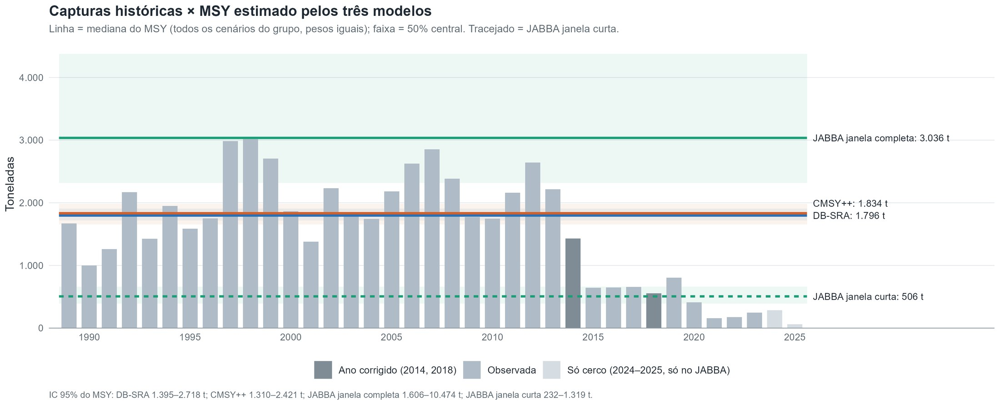 Capturas históricas × MSY estimado pelos três modelos
Linha = mediana do MSY (todos os cenários do grupo, pesos iguais); faixa = 50% central. Tracejado = JABBA janela curta.
Toneladas
4.000
3.000
2.000
1.000
0
JABBA janela completa: 3.036 t
CMSY++: 1.834 t
DB-SRA: 1.796 t
JABBA janela curta: 506 t
1990 1995 2000 2005 2010 2015 2020 2025
Ano corrigido (2014, 2018) Observada Só cerco (2024–2025, só no JABBA)
IC 95% do MSY: DB-SRA 1.395–2.718 t; CMSY++ 1.310–2.421 t; JABBA janela completa 1.606–10.474 t; JABBA janela curta 232–1.319 t.